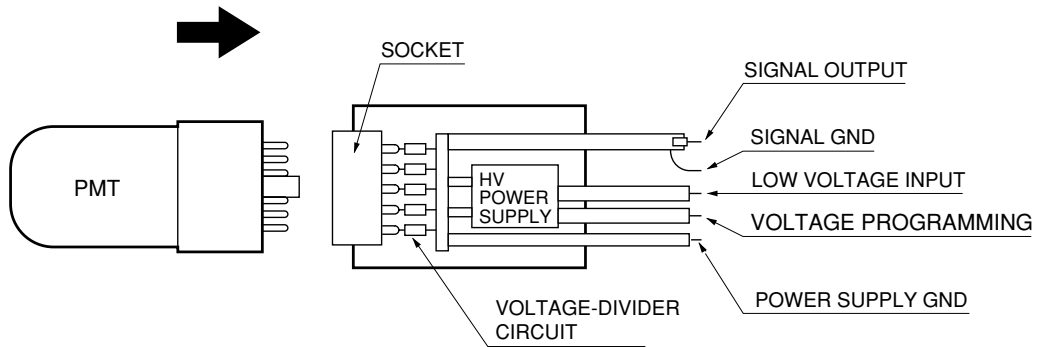 SOCKET
SIGNAL OUTPUT
SIGNAL GND
PMT
HV
POWER
SUPPLY
LOW VOLTAGE INPUT
VOLTAGE PROGRAMMING
POWER SUPPLY GND
VOLTAGE-DIVIDER
CIRCUIT